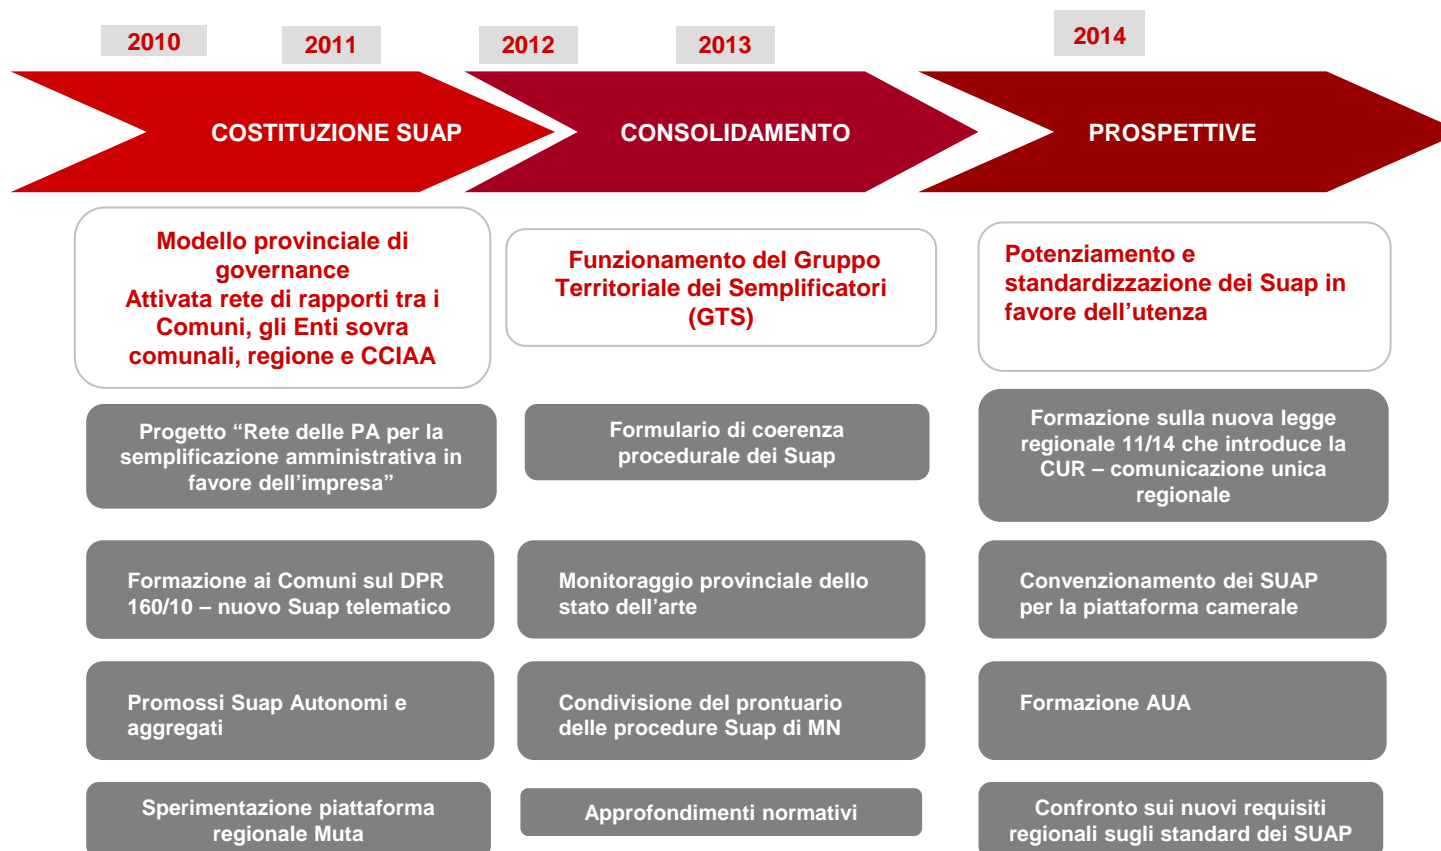 2010
2011
2012
2013
2014
COSTITUZIONE SUAP
CONSOLIDAMENTO
PROSPETTIVE
Modello provinciale di
governance
Attivata rete di rapporti tra i
Comuni, gli Enti sovra
comunali, regione e CCIAA
Progetto “Rete delle PA per la
semplificazione amministrativa in
favore dell’impresa”
Formazione ai Comuni sul DPR
160/10 – nuovo Suap telematico
Promossi Suap Autonomi e
aggregati
Sperimentazione piattaforma
regionale Muta
Funzionamento del Gruppo
Territoriale dei Semplificatori
(GTS)
Formulario di coerenza
procedurale dei Suap
Monitoraggio provinciale dello
stato dell’arte
Condivisione del prontuario
delle procedure Suap di MN
Approfondimenti normativi
Potenziamento e
standardizzazione dei Suap in
favore dell’utenza
Formazione sulla nuova legge
regionale 11/14 che introduce la
CUR – comunicazione unica
regionale
Convenzionamento dei SUAP
per la piattaforma camerale
Formazione AUA
Confronto sui nuovi requisiti
regionali sugli standard dei SUAP